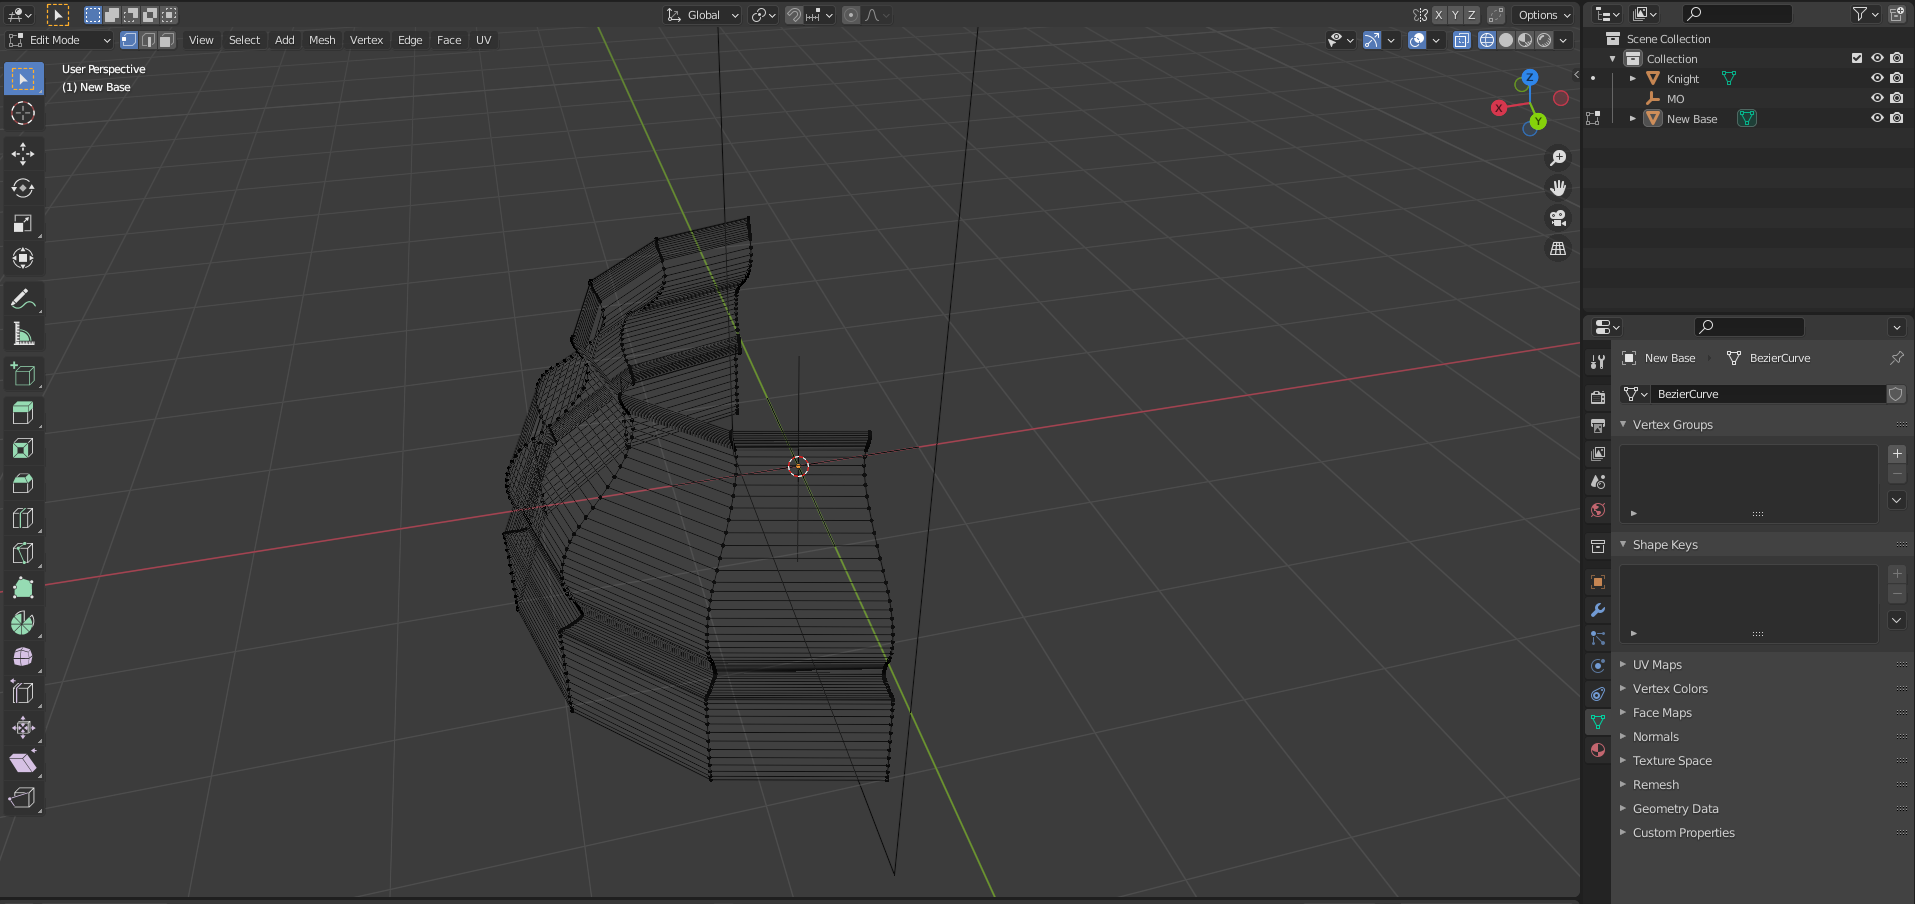 Global
X Y Z
Options
Edit Mode
View Select Add Mesh Vertex Edge Face UV
User Perspective
(1) New Base
Z
X
Y
Scene Collection
Collection
Knight
MO
New Base
New Base BezierCurve
BezierCurve
Vertex Groups
Shape Keys
UV Maps
Vertex Colors
Face Maps
Normals
Texture Space
Remesh
Geometry Data
Custom Properties